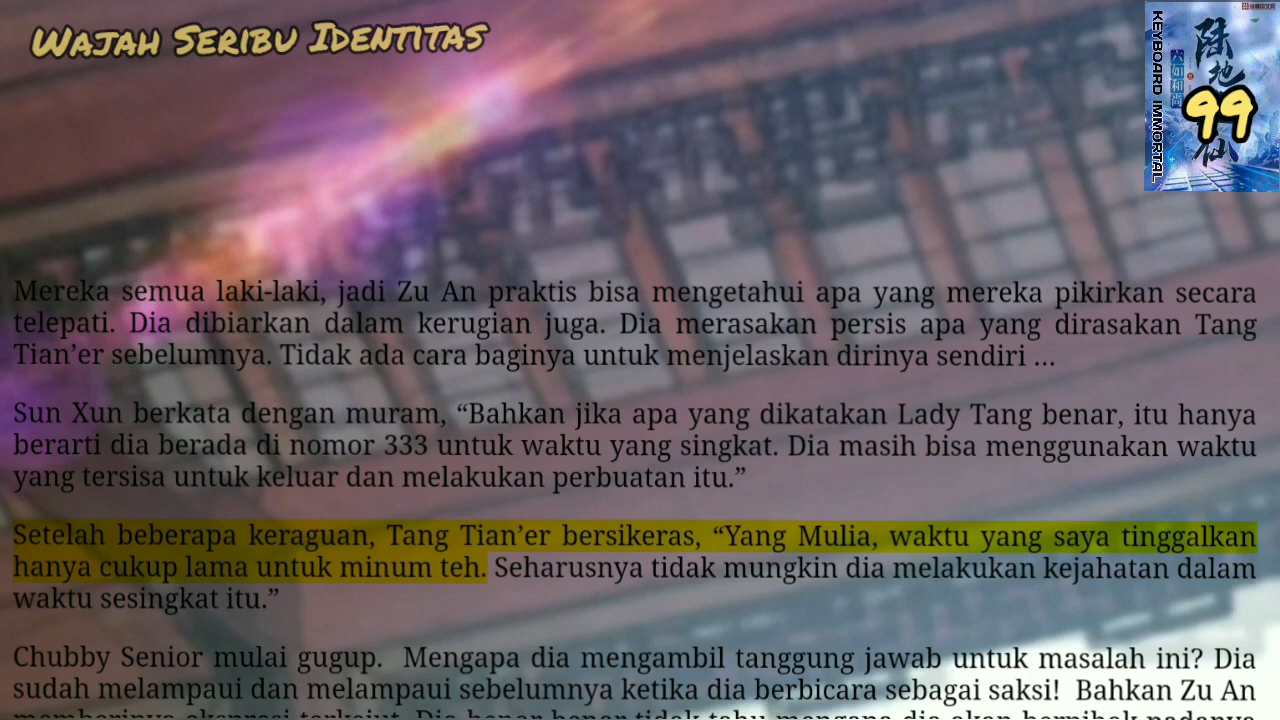 Wajah Seribu Identitas
KEYBOARD IMMORTAL
陆地
仙
六如和尚
99
Mereka semua laki-laki, jadi Zu An praktis bisa mengetahui apa yang mereka pikirkan secara
telepati. Dia dibiarkan dalam kerugian juga. Dia merasakan persis apa yang dirasakan Tang
Tian’er sebelumnya. Tidak ada cara baginya untuk menjelaskan dirinya sendiri …
Sun Xun berkata dengan muram, “Bahkan jika apa yang dikatakan Lady Tang benar, itu hanya
berarti dia berada di nomor 333 untuk waktu yang singkat. Dia masih bisa menggunakan waktu
yang tersisa untuk keluar dan melakukan perbuatan itu.”
Setelah beberapa keraguan, Tang Tian’er bersikeras, “Yang Mulia, waktu yang saya tinggalkan
hanya cukup lama untuk minum teh. Seharusnya tidak mungkin dia melakukan kejahatan dalam
waktu sesingkat itu.”
Chubby Senior mulai gugup.  Mengapa dia mengambil tanggung jawab untuk masalah ini? Dia
sudah melampaui dan melampaui sebelumnya ketika dia berbicara sebagai saksi!  Bahkan Zu An